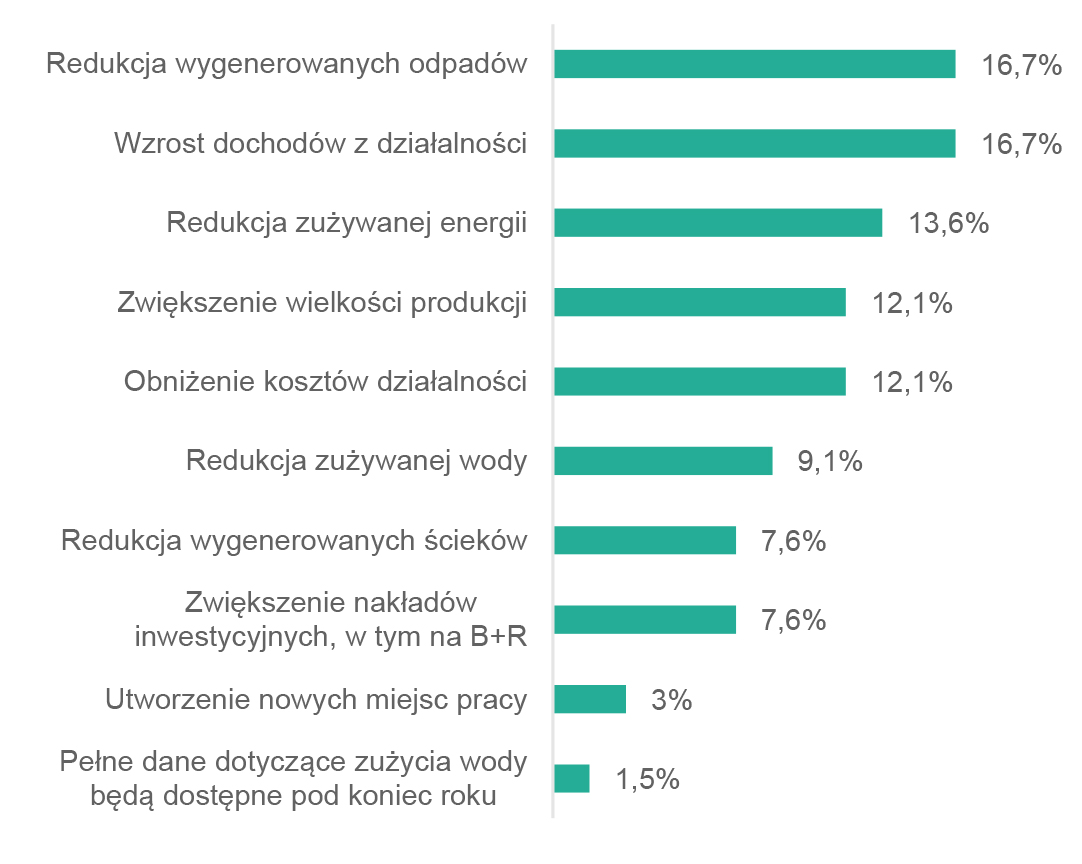 Redukcja wygenerowanych odpadów 16,7%
Wzrost dochodów z działalności 16,7%
Redukcja zużywanej energii 13,6%
Zwiększenie wielkości produkcji 12,1%
Obniżenie kosztów działalności 12,1%
Redukcja zużywanej wody 9,1%
Redukcja wygenerowanych ścieków 7,6%
Zwiększenie nakładów
inwestycyjnych, w tym na B+R 7,6%
Utworzenie nowych miejsc pracy 3%
Pełne dane dotyczące zużycia wody
będą dostępne pod koniec roku 1,5%